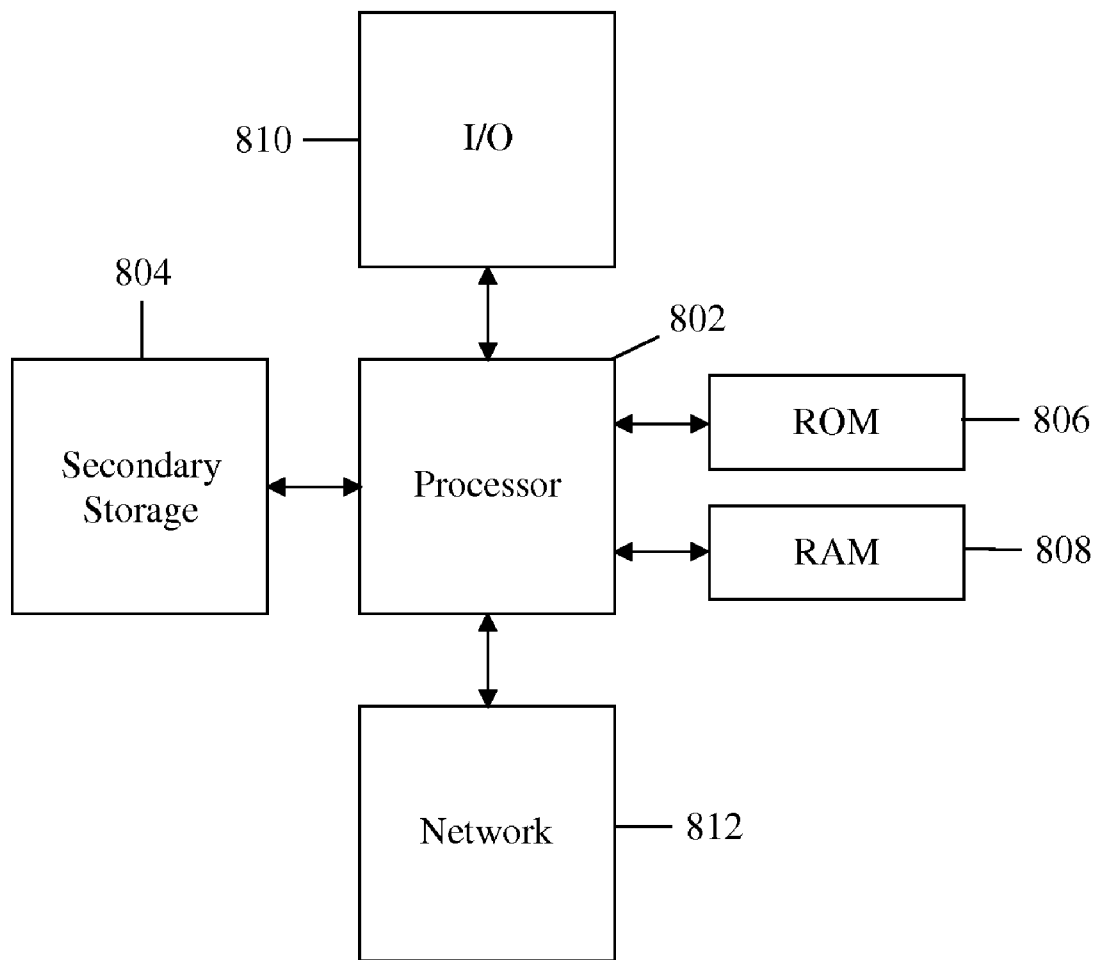 I/O
810
804
802
Secondary
Storage
Processor
ROM
806
RAM
808
Network
812